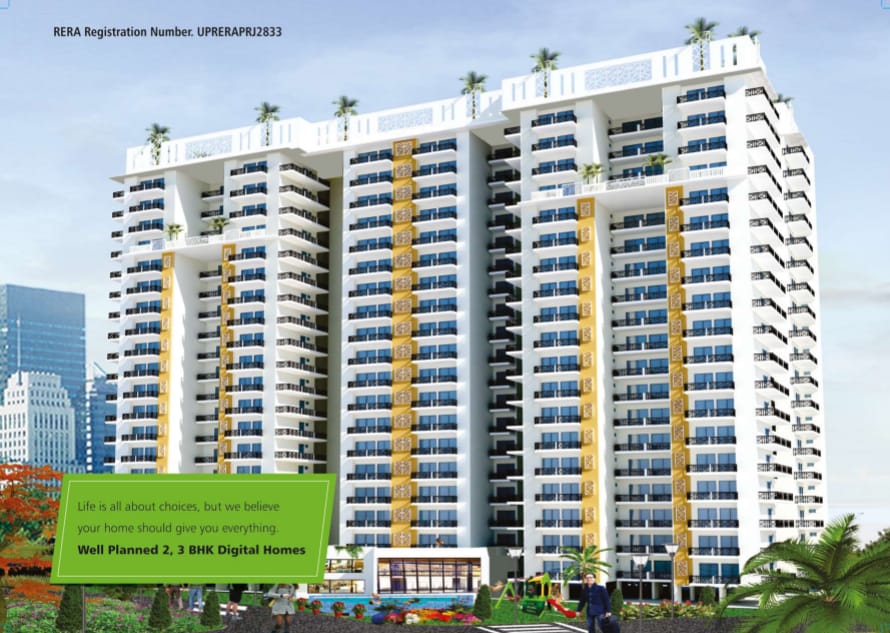 RERA Registration Number. UPRERAPRJ2833
Life is all about choices, but we believe
your home should give you everything.
Well Planned 2, 3 BHK Digital Homes